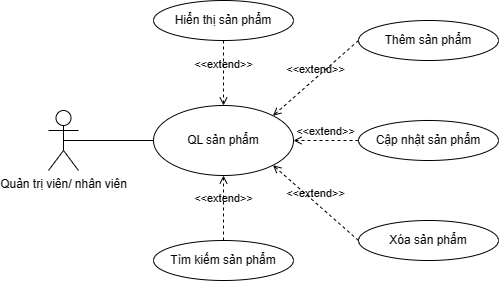 Hiển thị sản phẩm
Thêm sản phẩm
<<extend>>
<<extend>>
QL sản phẩm
<<extend>>
Cập nhật sản phẩm
Quản trị viên/ nhân viên
<<extend>>
<<extend>>
Xóa sản phẩm
Tìm kiếm sản phẩm